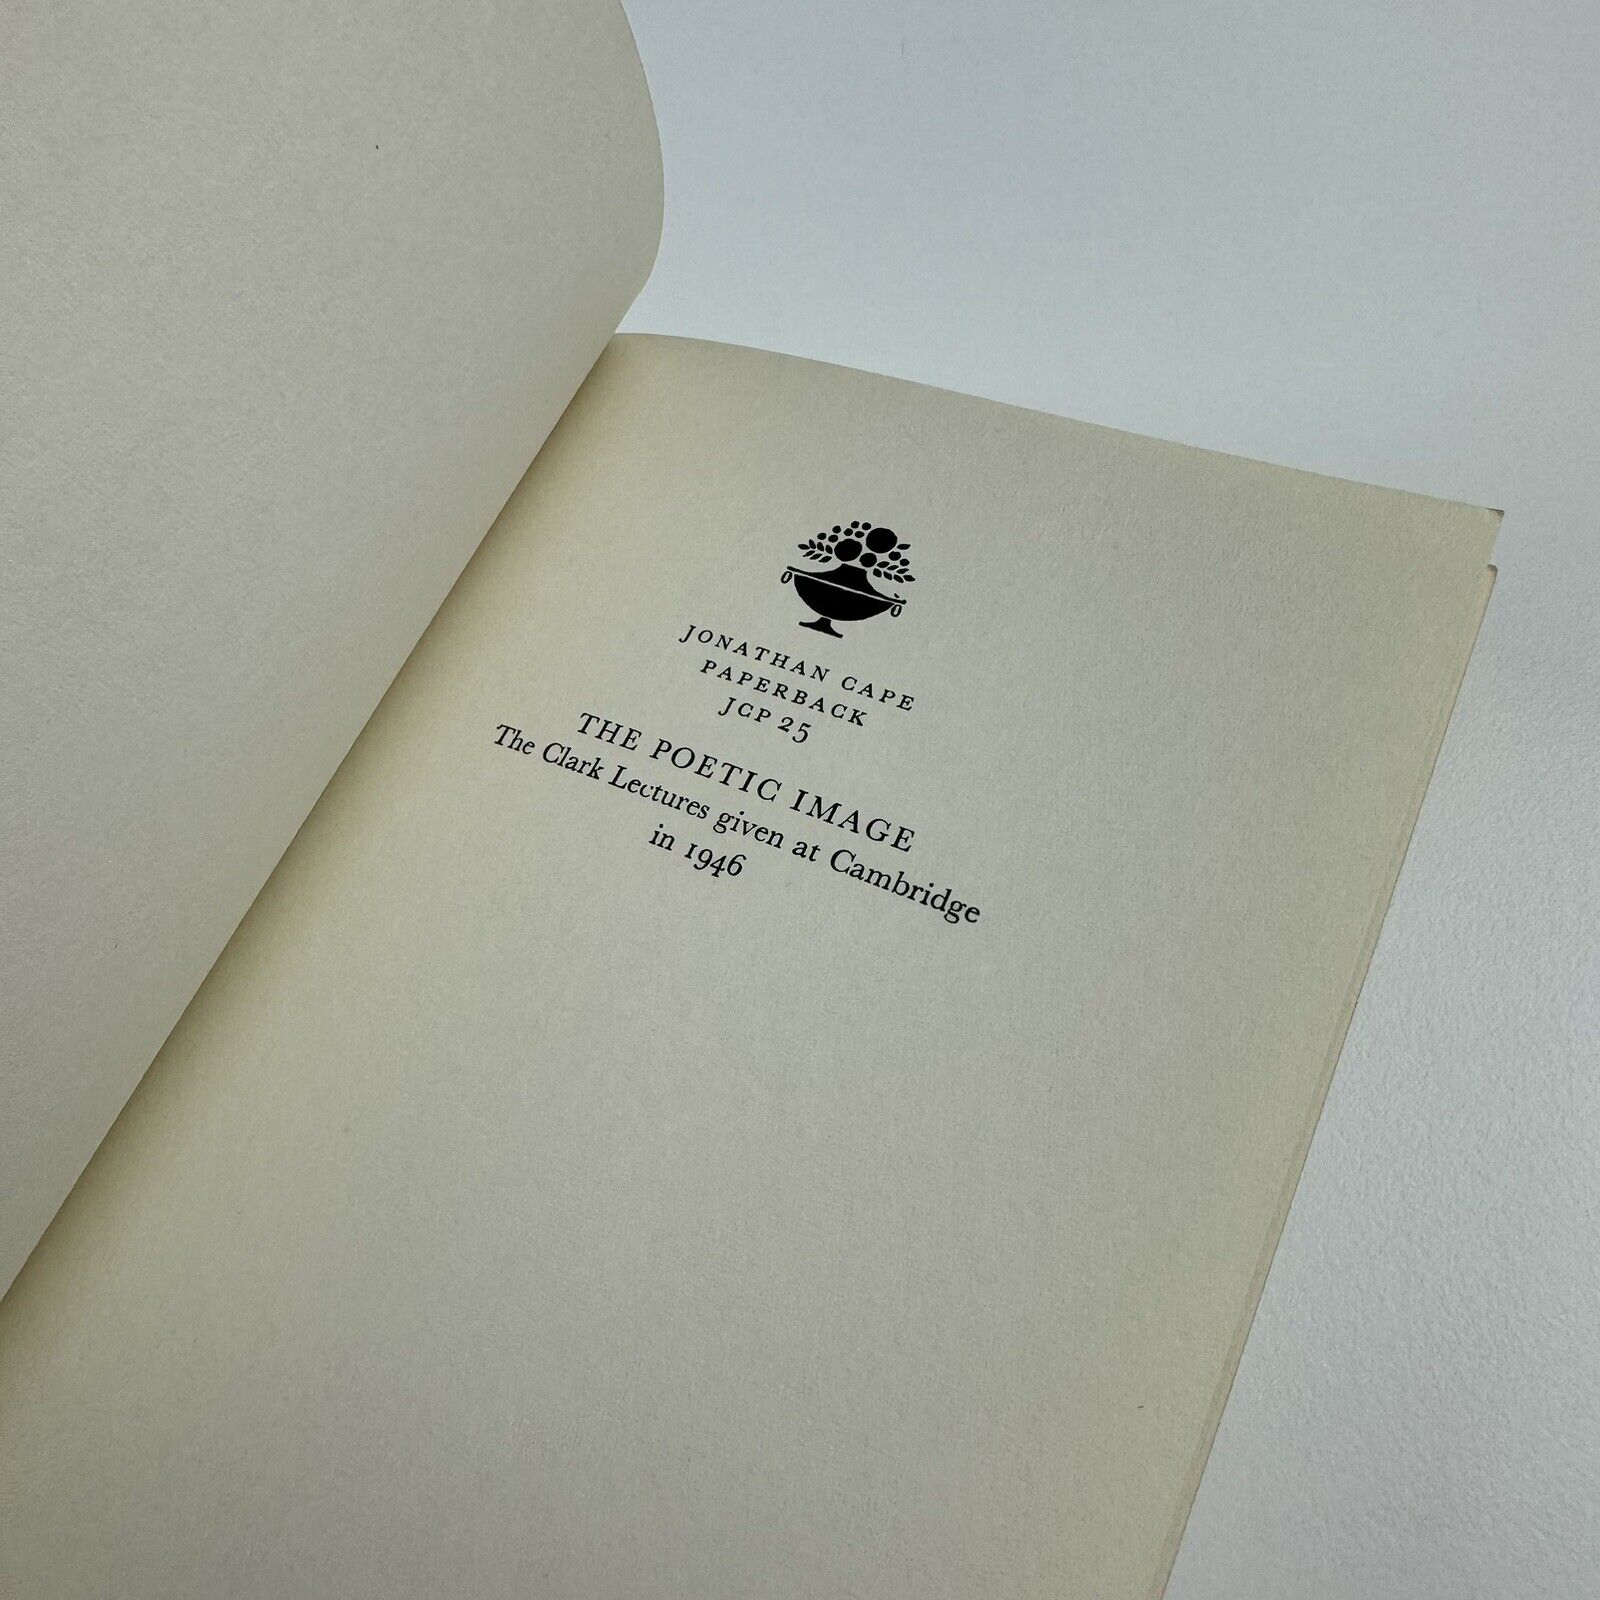 JONATHAN CAPE
PAPERBACK
JCP 25
THE POETIC IMAGE
The Clark Lectures given at Cambridge
in 1946